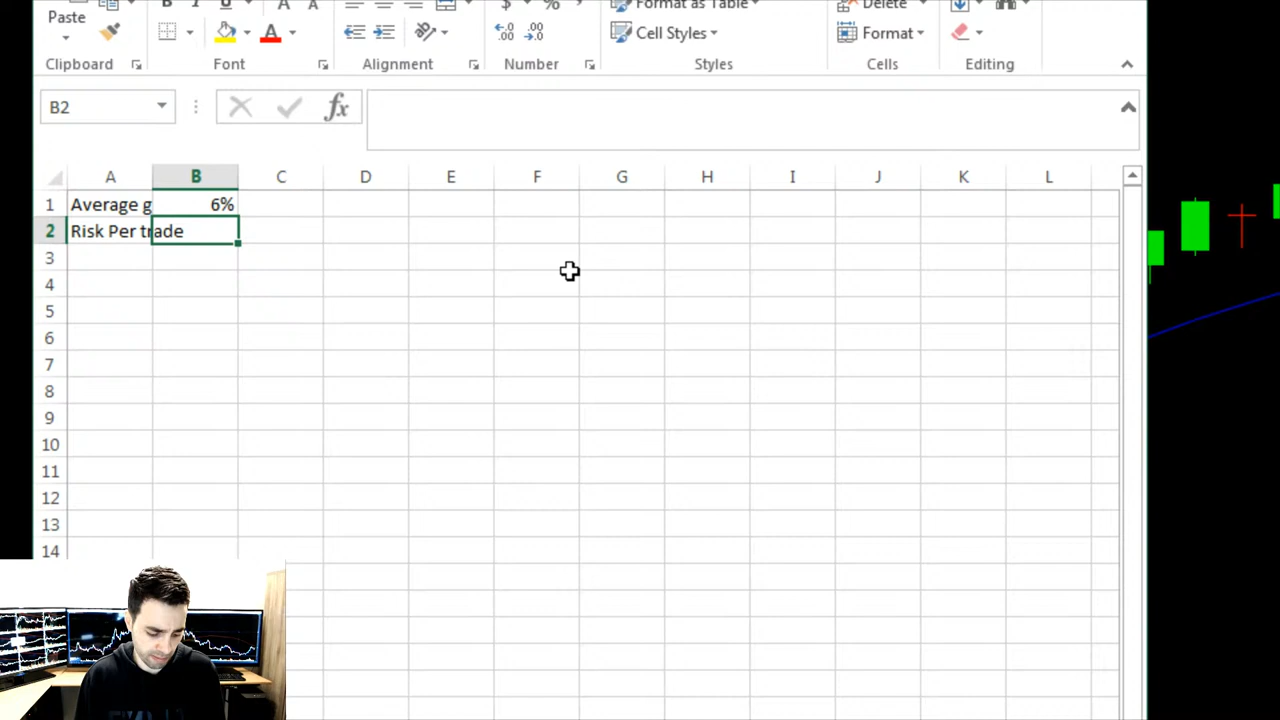 Format as Table
Delete
Paste
$ % ,
Cell Styles
Format
Clipboard Font Alignment Number Styles Cells Editing
B2 fx
A B C D E F G H I J K L
1 Average g 6%
2 Risk Per trade
3
4
5
6
7
8
9
10
11
12
13
14